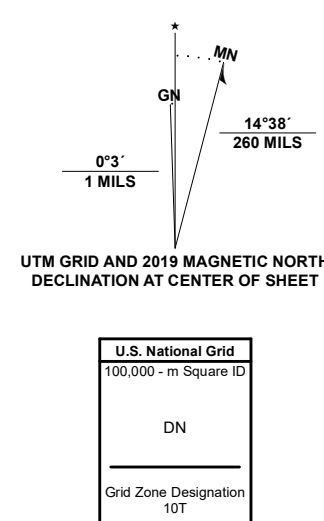 ★
MN
GN
14°38´
260 MILS
0°3´
1 MILS
UTM GRID AND 2019 MAGNETIC NORTH
DECLINATION AT CENTER OF SHEET
U.S. National Grid
100,000 - m Square ID
DN
Grid Zone Designation
10T